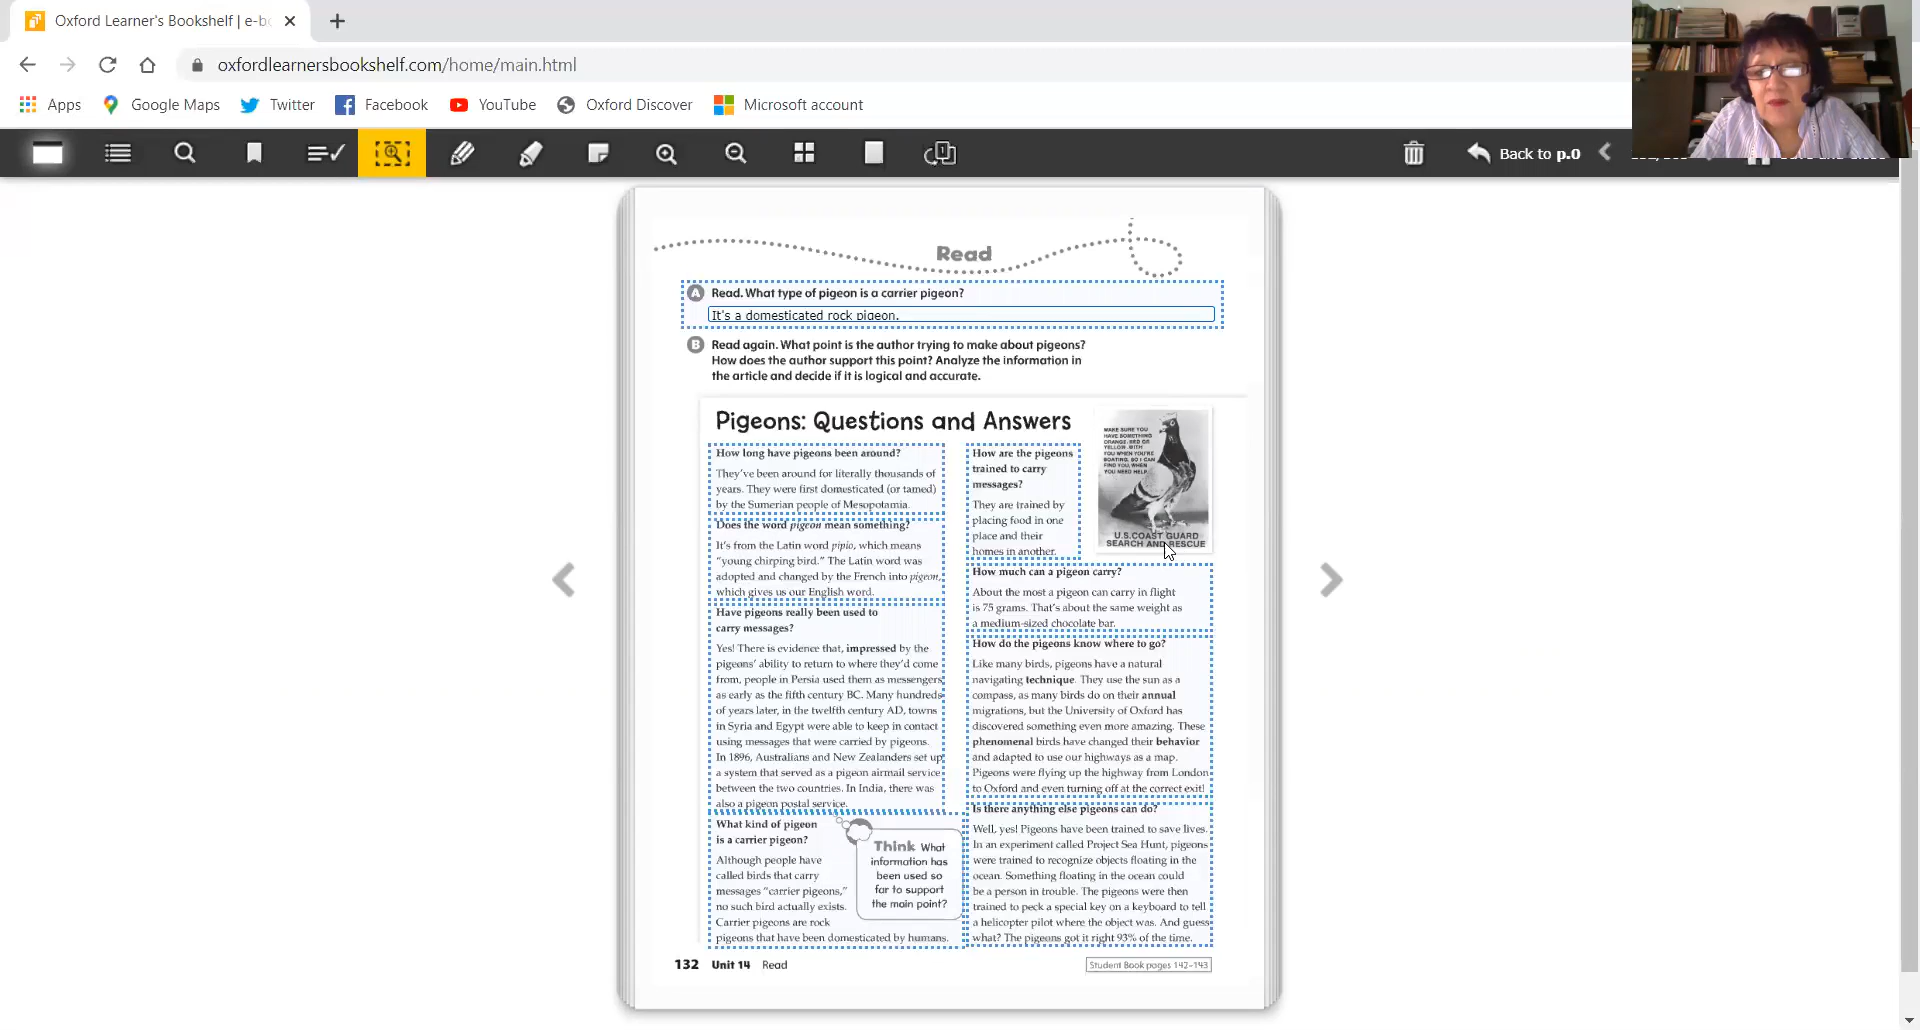 Oxford Learner's Bookshelf | e-b
oxfordlearnersbookshelf.com/home/main.html
Apps Google Maps Twitter Facebook YouTube Oxford Discover Microsoft account
Back to p.0
Read
A Read. What type of pigeon is a carrier pigeon?
It's a domesticated rock pigeon.
B Read again. What point is the author trying to make about pigeons?
How does the author support this point? Analyze the information in
the article and decide if it is logical and accurate.
Pigeons: Questions and Answers
How long have pigeons been around?
They've been around for literally thousands of
years. They were first domesticated (or tamed)
by the Sumerian people of Mesopotamia.
Does the word pigeon mean something?
It's from the Latin word pipio, which means
"young chirping bird." The Latin word was
adopted and changed by the French into pigeon,
which gives us our English word.
Have pigeons really been used to
carry messages?
Yes! There is evidence that, impressed by the
pigeons' ability to return to where they'd come
from, people in Persia used them as messengers
as early as the fifth century BC. Many hundreds
of years later, in the twelfth century AD, towns
in Syria and Egypt were able to keep in contact
using messages that were carried by pigeons.
In 1896, Australians and New Zealanders set up
a system that served as a pigeon airmail service
between the two countries. In India, there was
also a pigeon postal service.
What kind of pigeon
is a carrier pigeon?
Although people have
called birds that carry
messages "carrier pigeons,"
no such bird actually exists.
Carrier pigeons are rock
pigeons that have been domesticated by humans.
Think What
information has
been used so
far to support
the main point?
How are the pigeons
trained to carry
messages?
They are trained by
placing food in one
place and their
homes in another.
MAKE SURE YOU
HAVE SOMETHING
ORANGE, RED OR
YELLOW, WITH
YOU WHEN YOU'RE
BOATING, SO I CAN
FIND YOU, WHEN
YOU NEED HELP.
U.S. COAST GUARD
SEARCH AND RESCUE
How much can a pigeon carry?
About the most a pigeon can carry in flight
is 75 grams. That's about the same weight as
a medium-sized chocolate bar.
How do the pigeons know where to go?
Like many birds, pigeons have a natural
navigating technique. They use the sun as a
compass, as many birds do on their annual
migrations, but the University of Oxford has
discovered something even more amazing. These
phenomenal birds have changed their behavior
and adapted to use our highways as a map.
Pigeons were flying up the highway from London
to Oxford and even turning off at the correct exit!
Is there anything else pigeons can do?
Well, yes! Pigeons have been trained to save lives.
In an experiment called Project Sea Hunt, pigeons
were trained to recognize objects floating in the
ocean. Something floating in the ocean could
be a person in trouble. The pigeons were then
trained to peck a special key on a keyboard to tell
a helicopter pilot where the object was. And guess
what? The pigeons got it right 93% of the time.
132 Unit 14 Read
Student Book pages 142–143